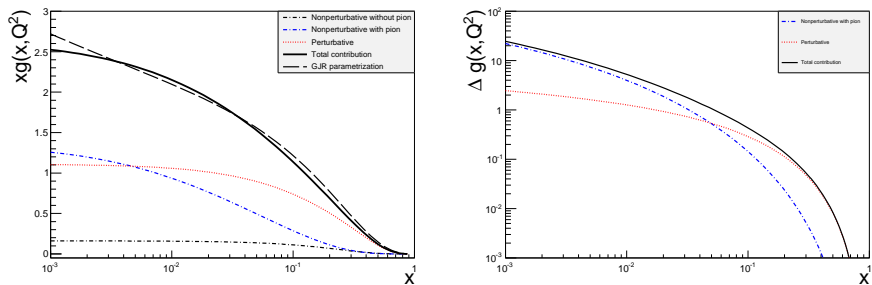 xg(x,Q²)
3
2.5
2
1.5
1
0.5
0
Nonperturbative without pion
Nonperturbative with pion
Perturbative
Total contribution
GJR parametrization
10⁻³
10⁻²
10⁻¹
1
x
Δ g(x,Q²)
10²
10
1
10⁻¹
10⁻²
10⁻³
Nonperturbative with pion
Perturbative
Total contribution
10⁻³
10⁻²
10⁻¹
1
x